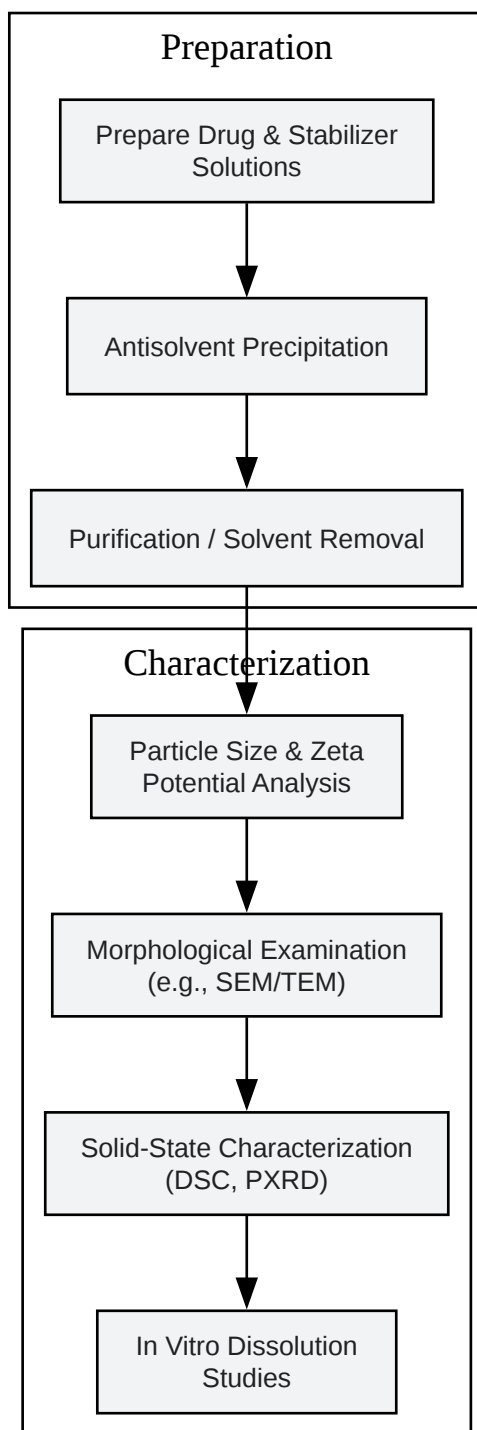 Preparation
Prepare Drug & Stabilizer
Solutions
Antisolvent Precipitation
Purification / Solvent Removal
Characterization
Particle Size & Zeta
Potential Analysis
Morphological Examination
(e.g., SEM/TEM)
Solid-State Characterization
(DSC, PXRD)
In Vitro Dissolution
Studies